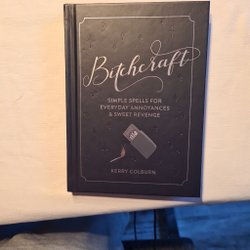 Bitchcraft
SIMPLE SPELLS FOR
EVERYDAY ANNOYANCES
& SWEET REVENGE
KERRY COLBURN